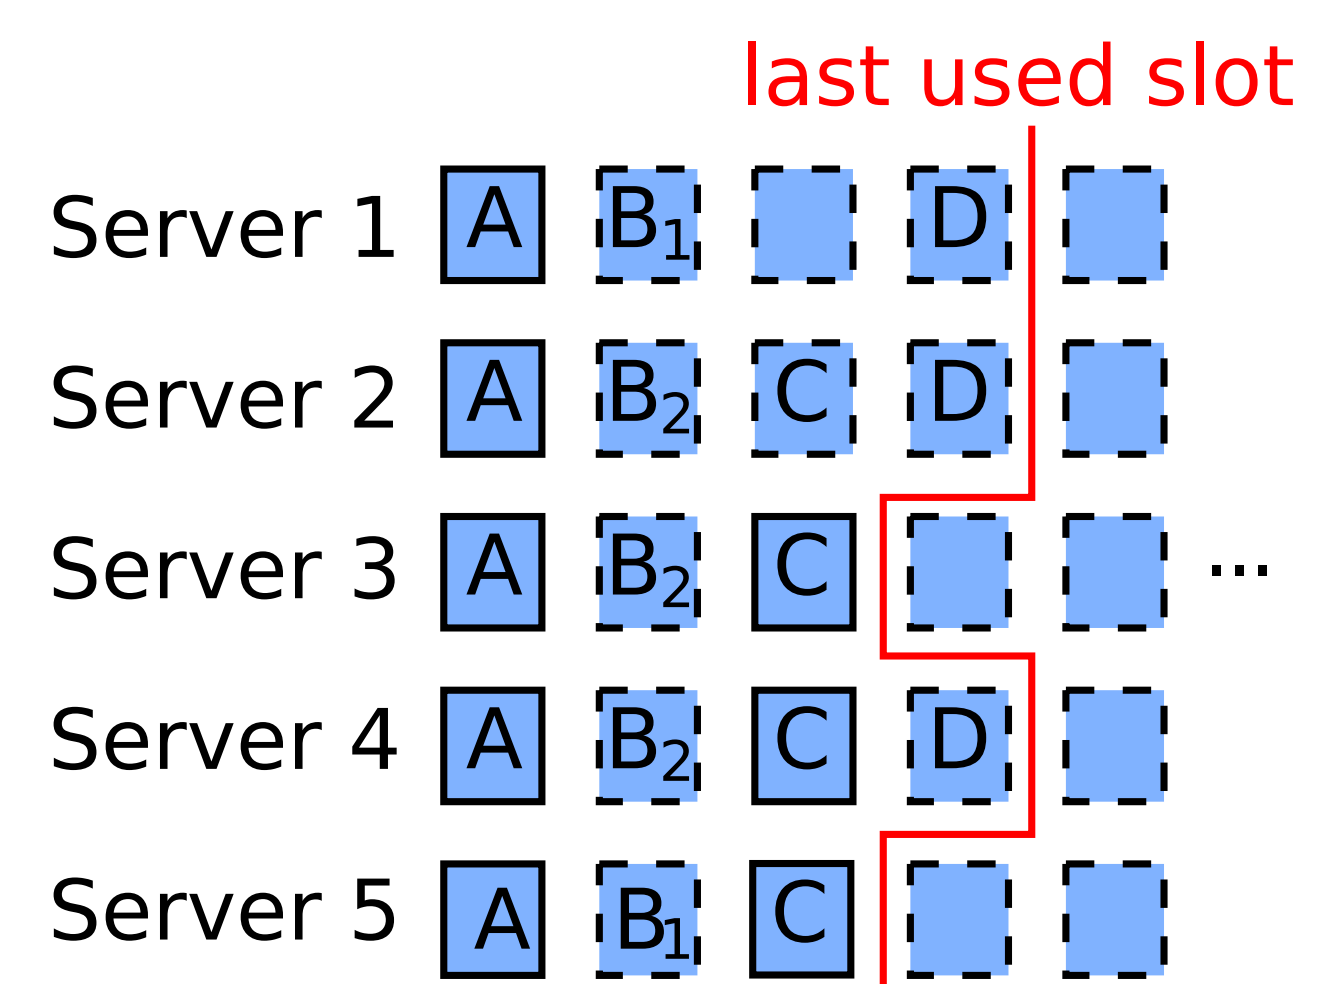 last used slot
Server 1 A B₁ D
Server 2 A B₂ C D
Server 3 A B₂ C ...
Server 4 A B₂ C D
Server 5 A B₁ C